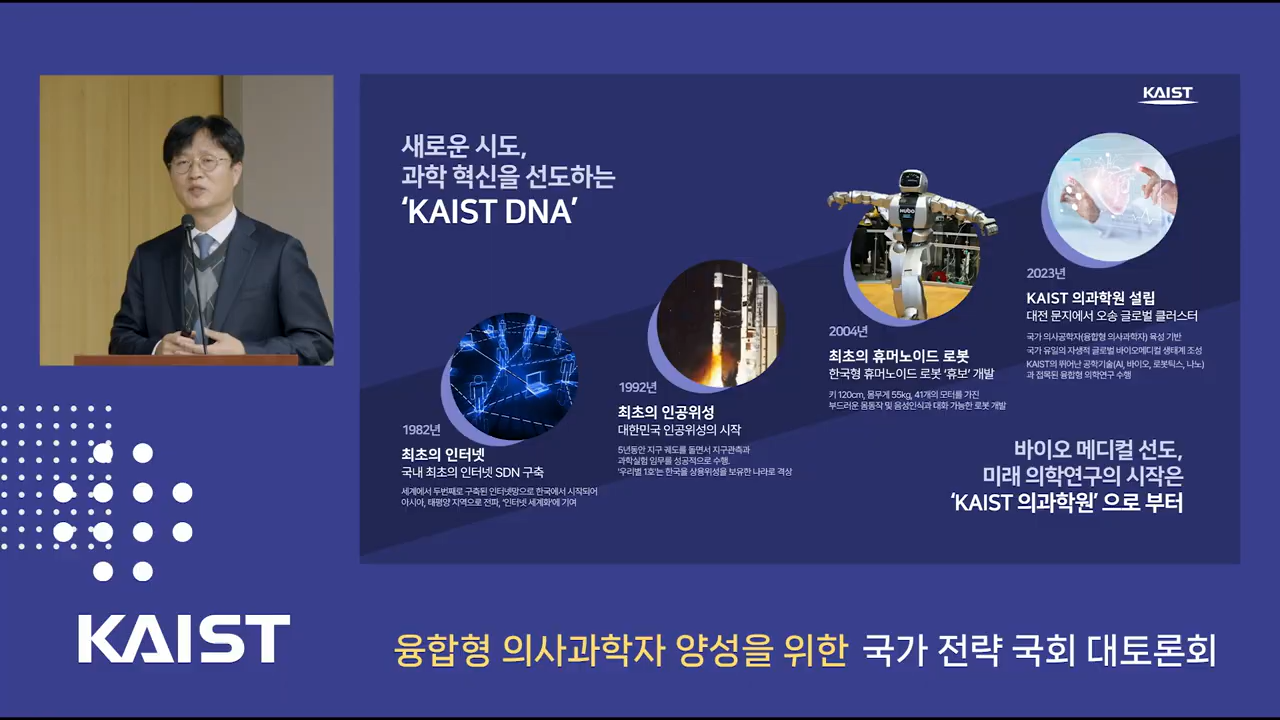 KAIST
새로운 시도,
과학 혁신을 선도하는
‘KAIST DNA’
1982년
최초의 인터넷
국내 최초의 인터넷 SDN 구축
세계에서 두번째로 구축된 인터넷망으로 한국에서 시작되어
아시아, 태평양 지역으로 전파, ‘인터넷 세계화’에 기여
1992년
최초의 인공위성
대한민국 인공위성의 시작
5년동안 지구 궤도를 돌면서 지구관측과
과학실험 임무를 성공적으로 수행.
‘우리별 1호’는 한국을 상용위성을 보유한 나라로 격상
HUBO
2004년
최초의 휴머노이드 로봇
한국형 휴머노이드 로봇 ‘휴보’ 개발
키 120cm, 몸무게 55kg, 41개의 모터를 가진
부드러운 몸동작 및 음성인식과 대화 가능한 로봇 개발
2023년
KAIST 의과학원 설립
대전 문지에서 오송 글로벌 클러스터
국가 의사공학자(융합형 의사과학자) 육성 기반
국가 유일의 자생적 글로벌 바이오메디컬 생태계 조성
KAIST의 뛰어난 공학기술(AI, 바이오, 로봇틱스, 나노)
과 접목된 융합형 의학연구 수행
바이오 메디컬 선도,
미래 의학연구의 시작은
‘KAIST 의과학원’ 으로 부터
KAIST
융합형 의사과학자 양성을 위한 국가 전략 국회 대토론회